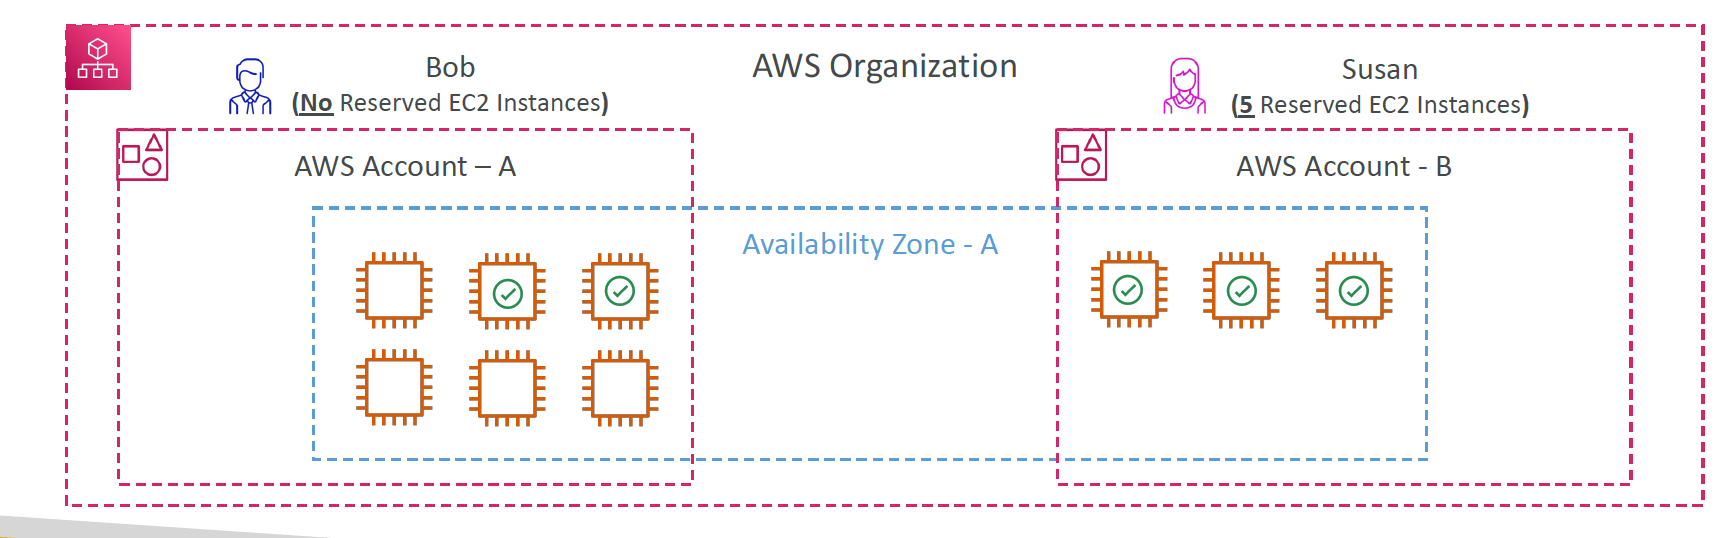 AWS Organization
Bob
(No Reserved EC2 Instances)
Susan
(5 Reserved EC2 Instances)
AWS Account – A
AWS Account - B
Availability Zone - A